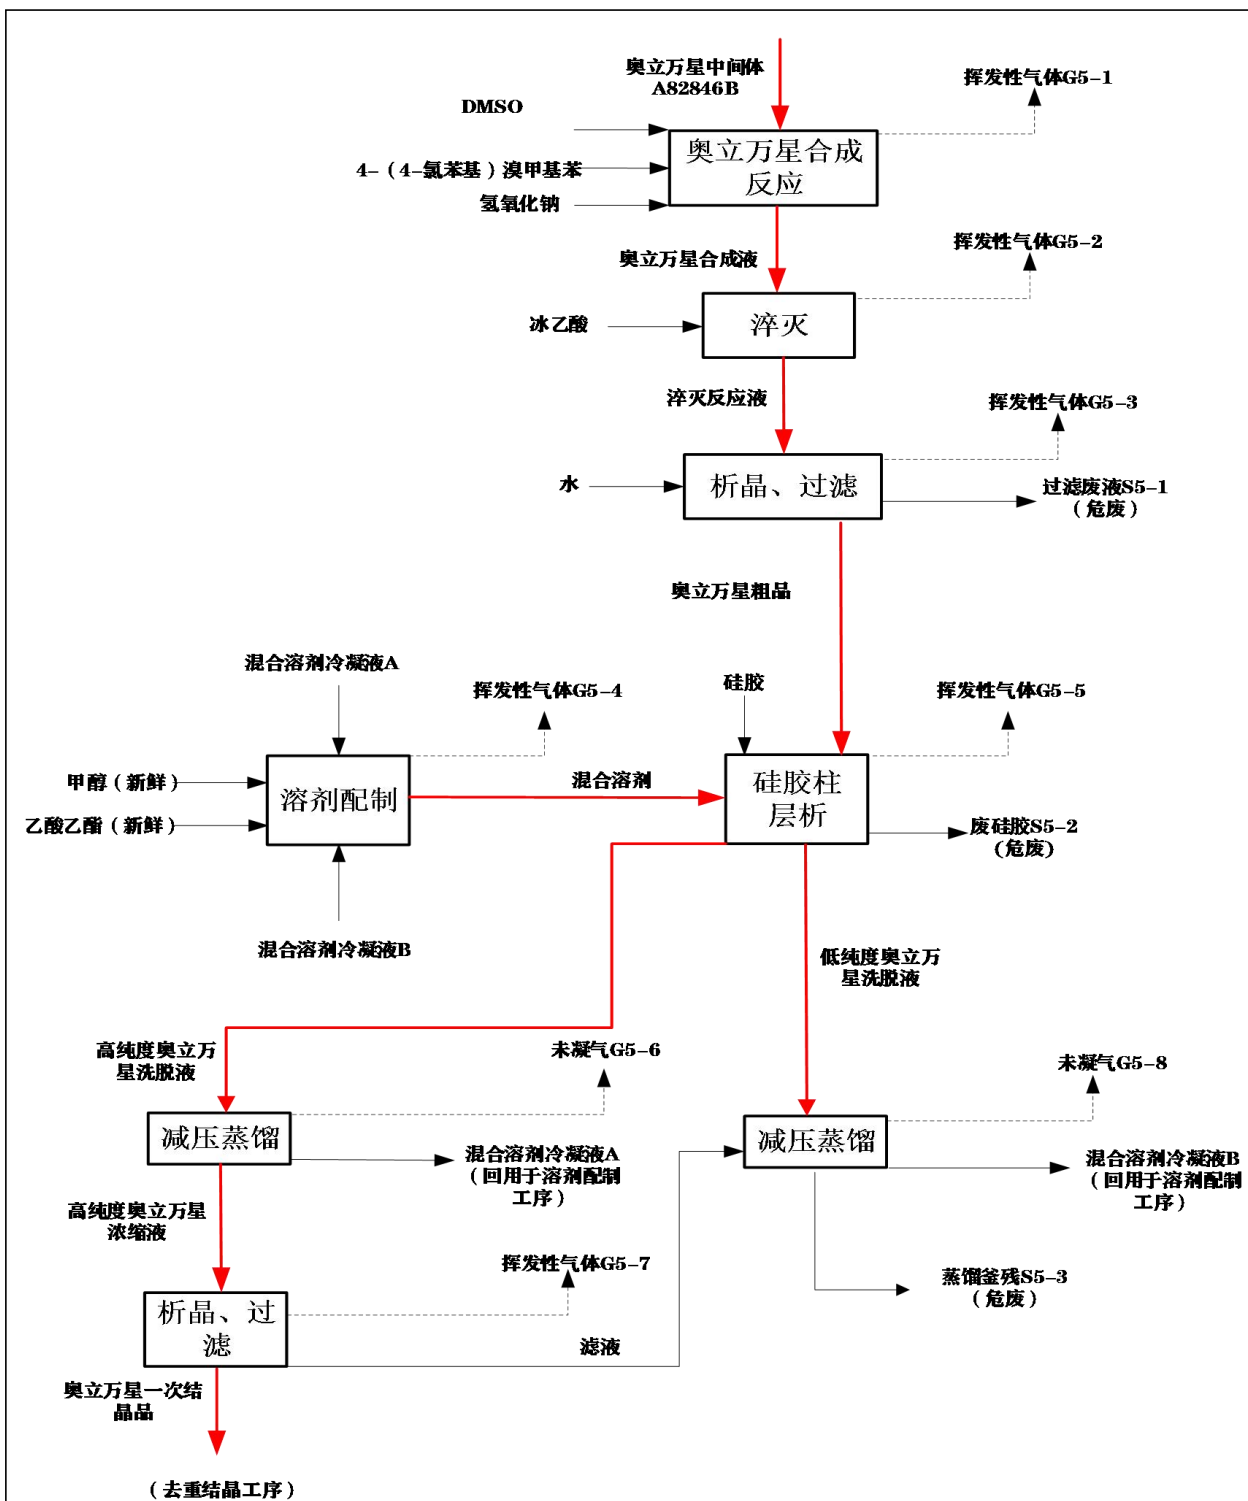 奥立万星中间体
A82846B
挥发性气体G5-1
DMSO
4-（4-氯苯基）溴甲基苯
氢氧化钠
奥立万星合成
反应
奥立万星合成液
挥发性气体G5-2
冰乙酸
淬灭
淬灭反应液
挥发性气体G5-3
水
析晶、过滤
过滤废液S5-1
（危废）
奥立万星粗品
混合溶剂冷凝液A
挥发性气体G5-4
硅胶
挥发性气体G5-5
甲醇（新鲜）
乙酸乙酯（新鲜）
溶剂配制
混合溶剂
硅胶柱
层析
废硅胶S5-2
(危废)
混合溶剂冷凝液B
低纯度奥立万
星洗脱液
高纯度奥立万
星洗脱液
未凝气G5-6
未凝气G5-8
减压蒸馏
混合溶剂冷凝液A
（回用于溶剂配制
工序）
减压蒸馏
混合溶剂冷凝液B
（回用于溶剂配制
工序）
高纯度奥立万星
浓缩液
挥发性气体G5-7
蒸馏釜残S5-3
（危废）
析晶、过
滤
滤液
奥立万星一次结
晶品
（去重结晶工序）